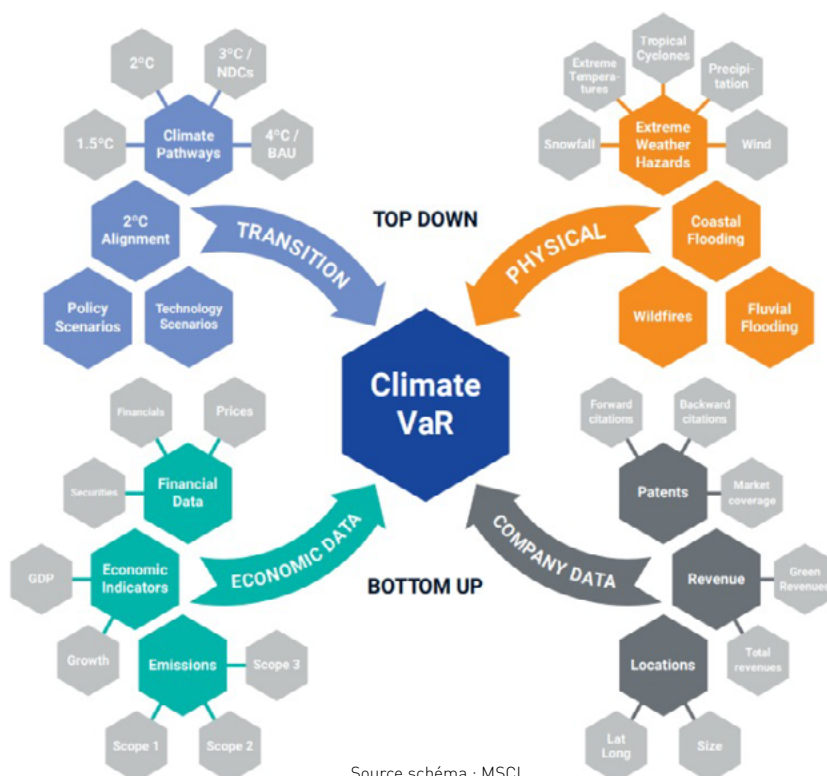 2°C
3°C /
NDCs
1.5°C
Climate
Pathways
4°C /
BAU
2°C
Alignment
Policy
Scenarios
Technology
Scenarios
TRANSITION
TOP DOWN
Tropical
Cyclones
Extreme
Tempera-
tures
Precipi-
tation
Snowfall
Extreme
Weather
Hazards
Wind
PHYSICAL
Coastal
Flooding
Wildfires
Fluvial
Flooding
Climate
VaR
Financials
Prices
Securities
Financial
Data
GDP
Economic
Indicators
Growth
Emissions
Scope 3
Scope 1
Scope 2
ECONOMIC DATA
BOTTOM UP
Forward
citations
Backward
citations
Patents
Market
coverage
COMPANY DATA
Revenue
Green
Revenues
Total
revenues
Locations
Lat
Long
Size
Source schéma : MSCI